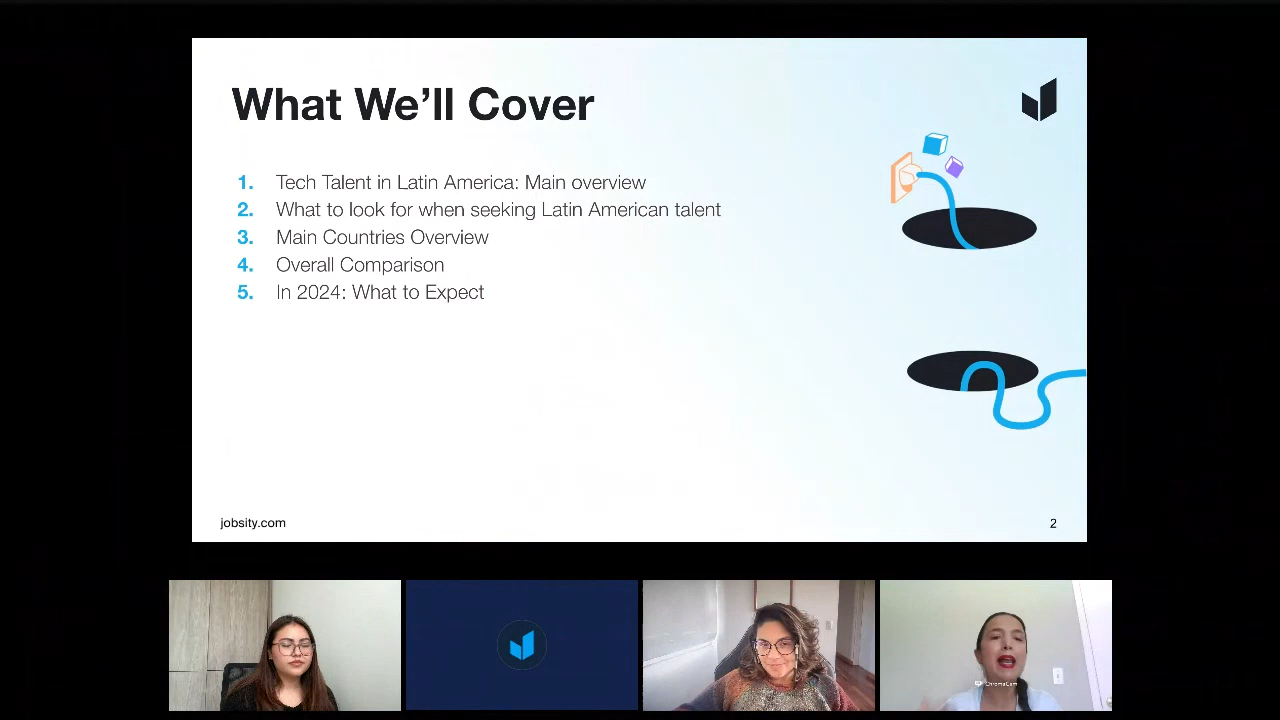 What We’ll Cover
1. Tech Talent in Latin America: Main overview
2. What to look for when seeking Latin American talent
3. Main Countries Overview
4. Overall Comparison
5. In 2024: What to Expect
jobsity.com
2
ChromaCam